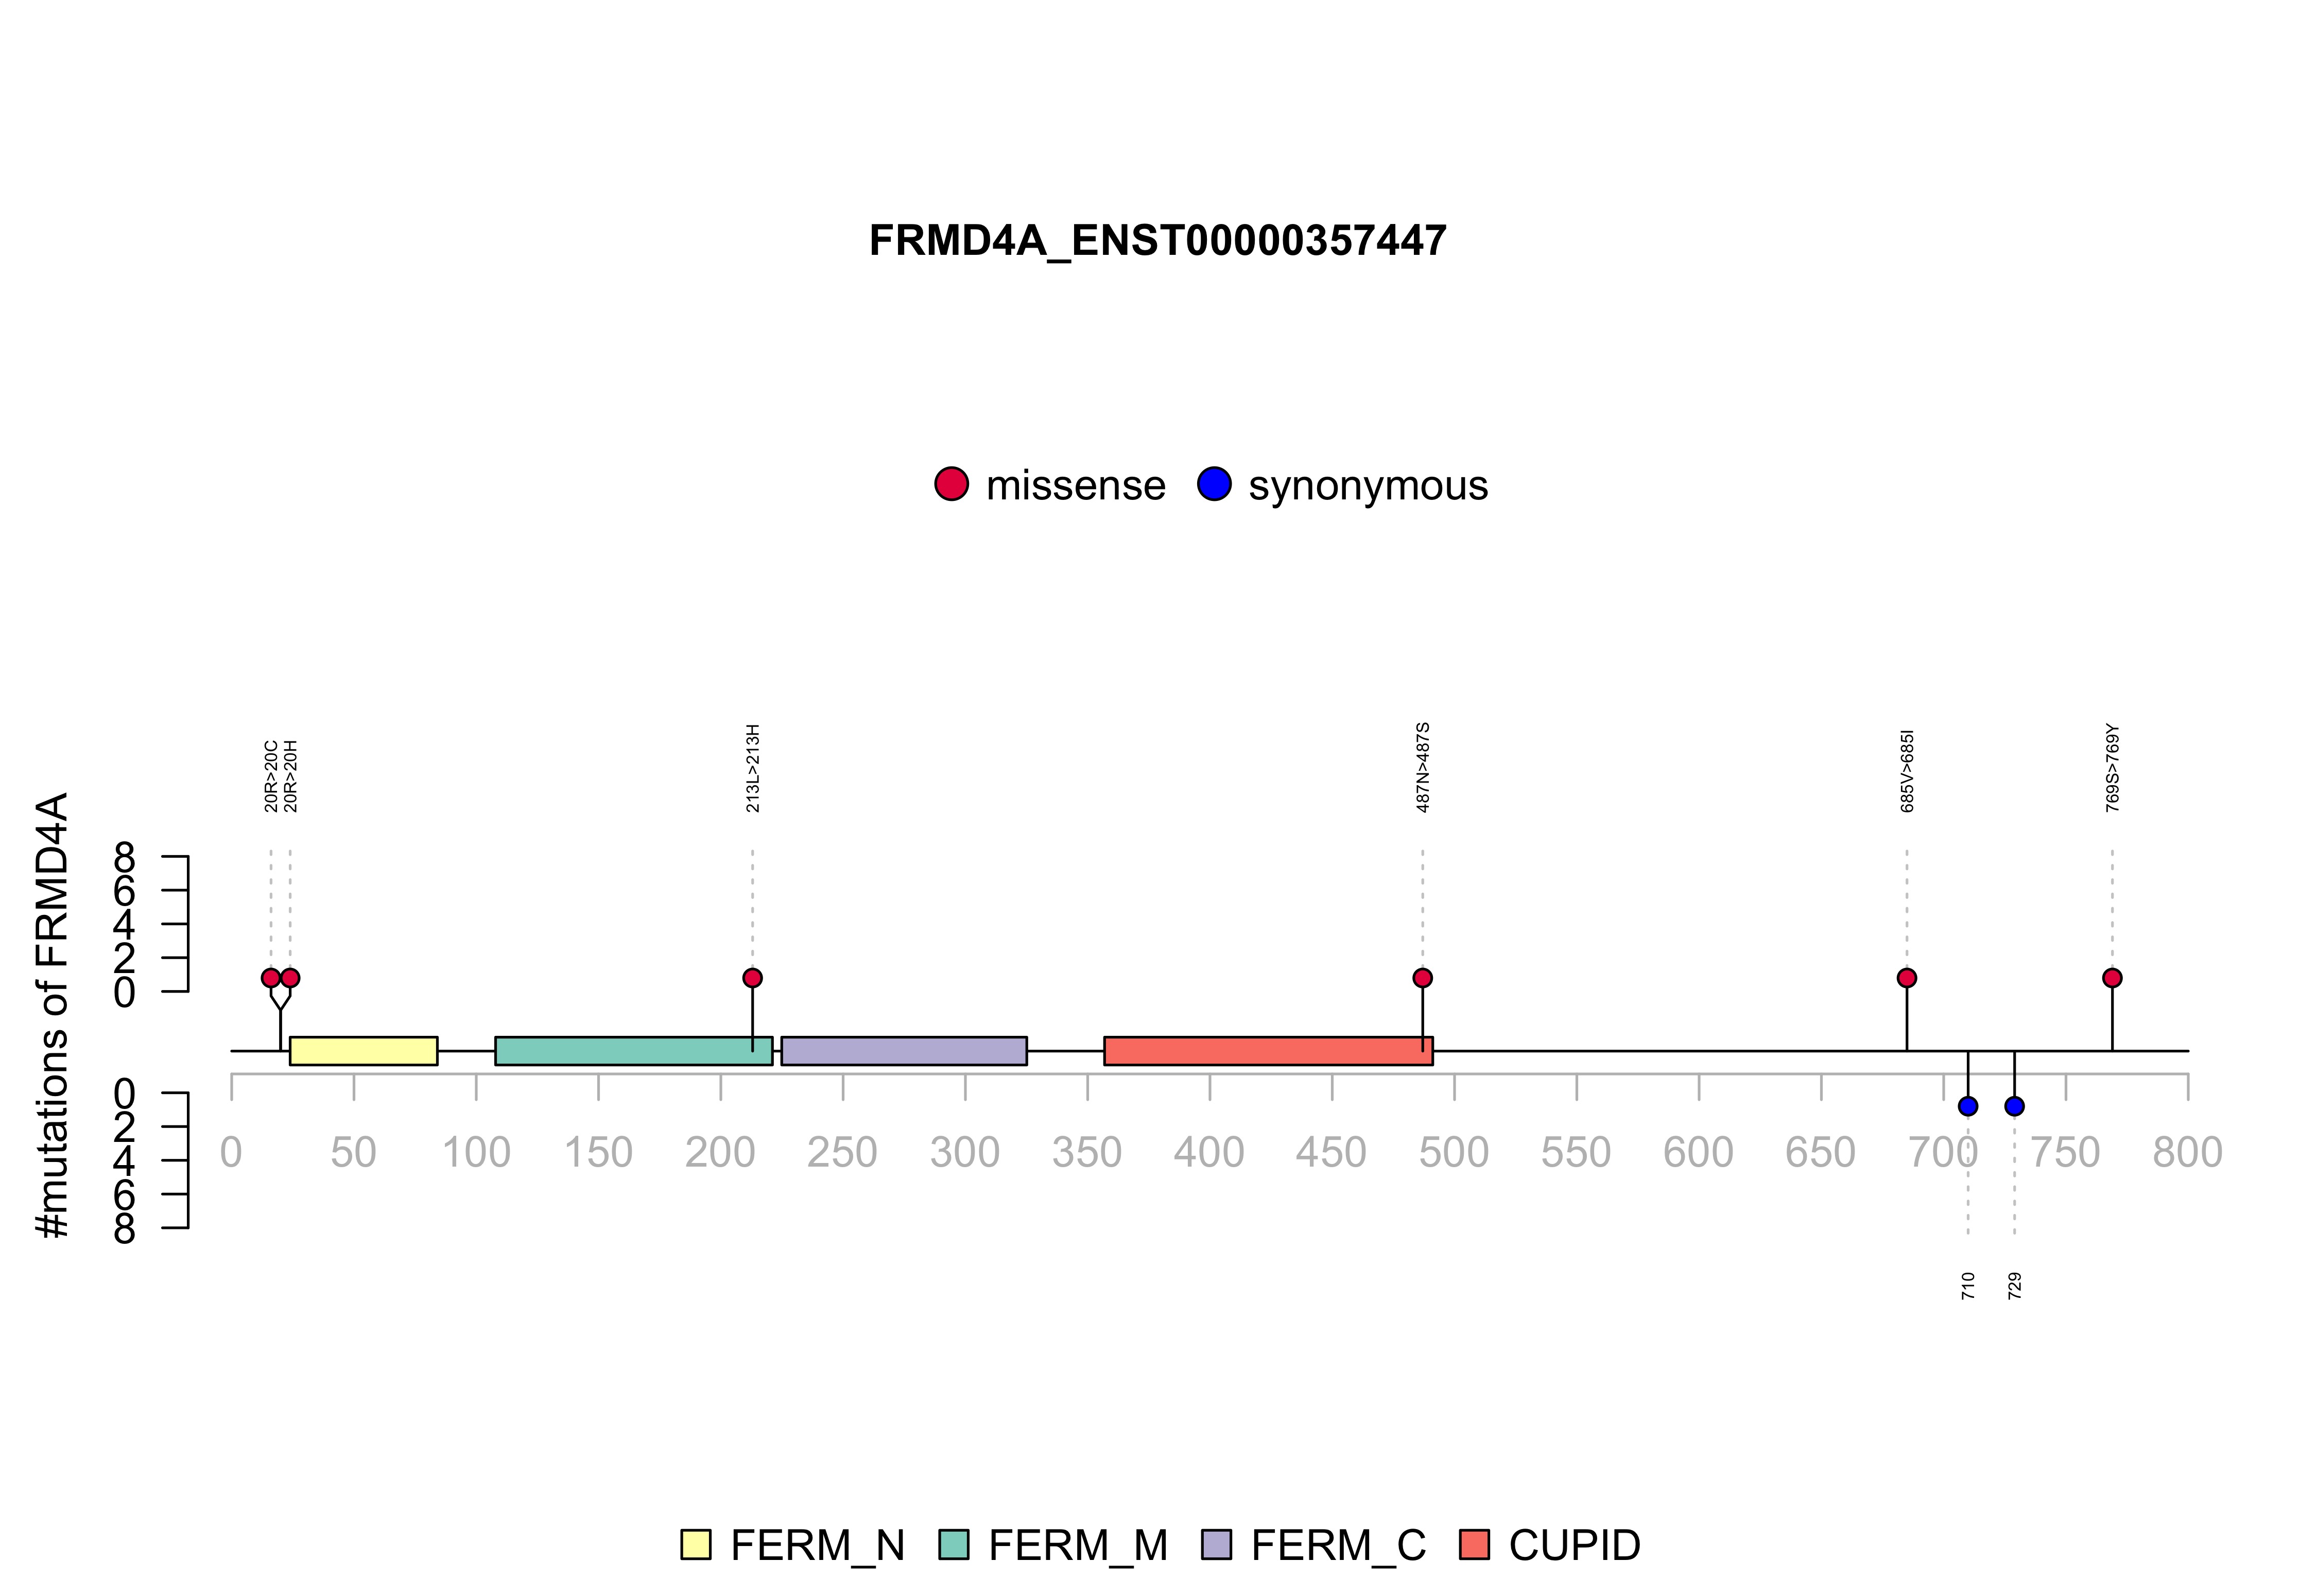 FRMD4A_ENST00000357447
missense synonymous
20R>20C
20R>20H
213L>213H
487N>487S
685V>685I
769S>769Y
#mutations of FRMD4A
8
6
4
2
0
0
2
4
6
8
0 50 100 150 200 250 300 350 400 450 500 550 600 650 700 750 800
710
729
FERM_N FERM_M FERM_C CUPID